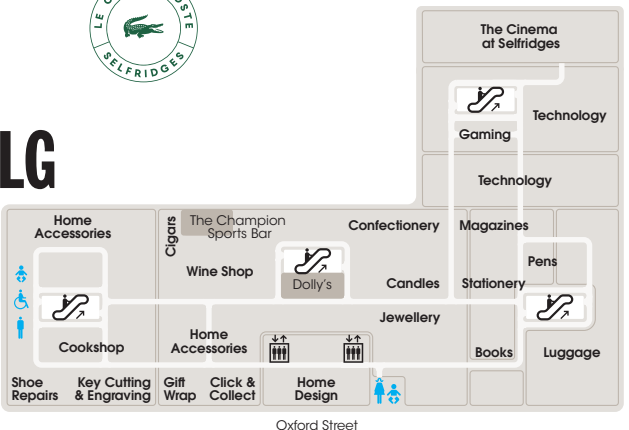 LE C
OSTE
SELFRIDGES
The Cinema
at Selfridges
Technology
Gaming
LG
Technology
Home
Accessories
Cigars
The Champion
Sports Bar
Confectionery
Magazines
Wine Shop
Pens
Dolly's
Candles
Stationery
Jewellery
Home
Accessories
Cookshop
Books
Luggage
Shoe
Repairs
Key Cutting
& Engraving
Gift
Wrap
Click &
Collect
Home
Design
Oxford Street